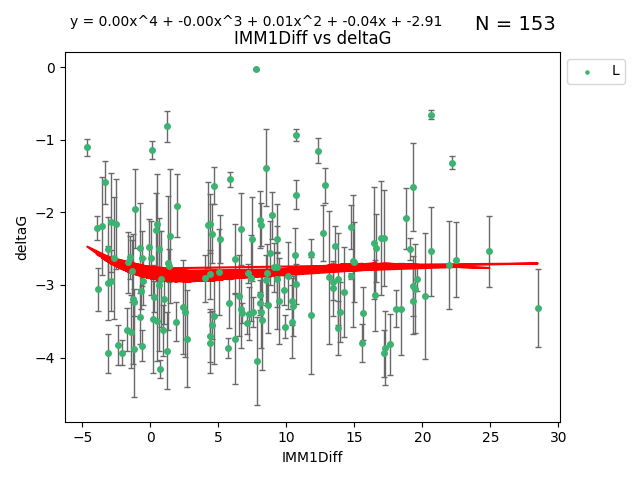 y = 0.00x^4 + -0.00x^3 + 0.01x^2 + -0.04x + -2.91
N = 153
IMM1Diff vs deltaG
L
0
−1
−2
−3
−4
deltaG
−5
0
5
10
15
20
25
30
IMM1Diff